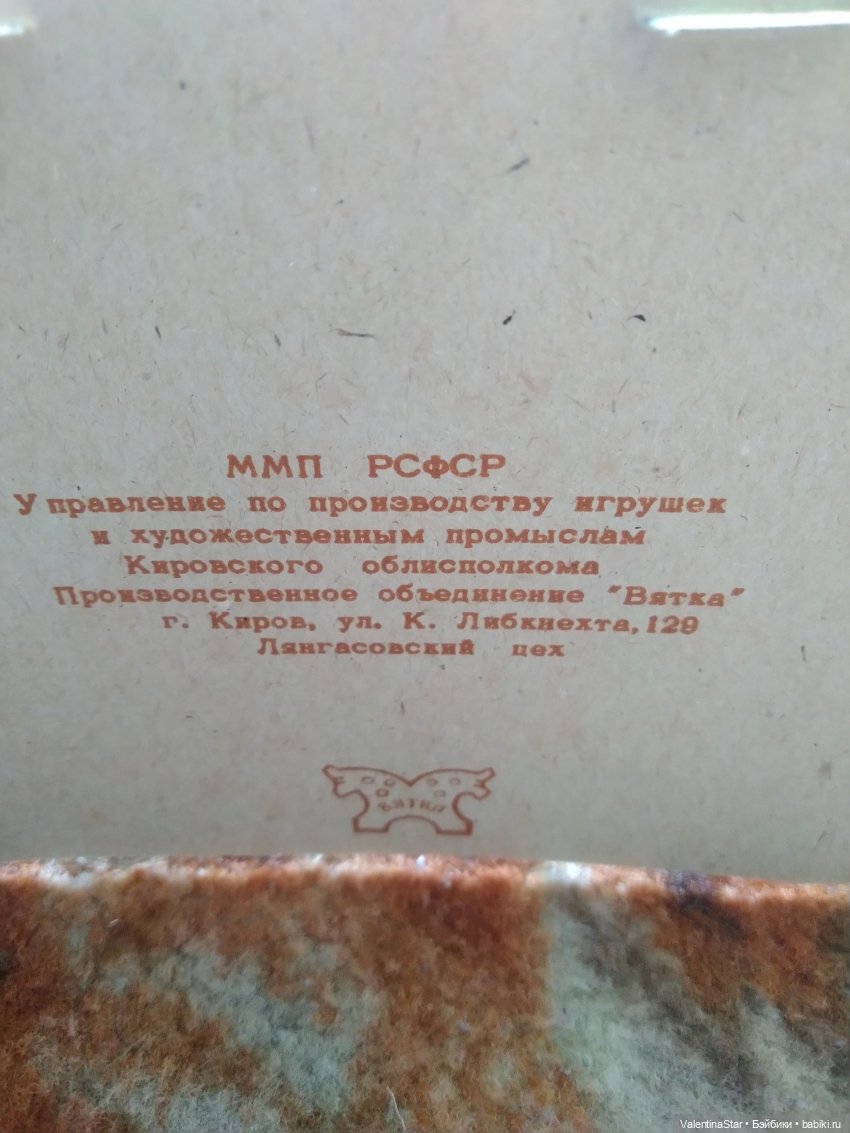 ММП РСФСР
Управление по производству игрушек
и художественным промыслам
Кировского облисполкома
Производственное объединение "Вятка"
г. Киров, ул. К. Либкнехта, 129
Лянгасовский цех
ВЯТКА
ValentinaStar • Бэйбики • babiki.ru